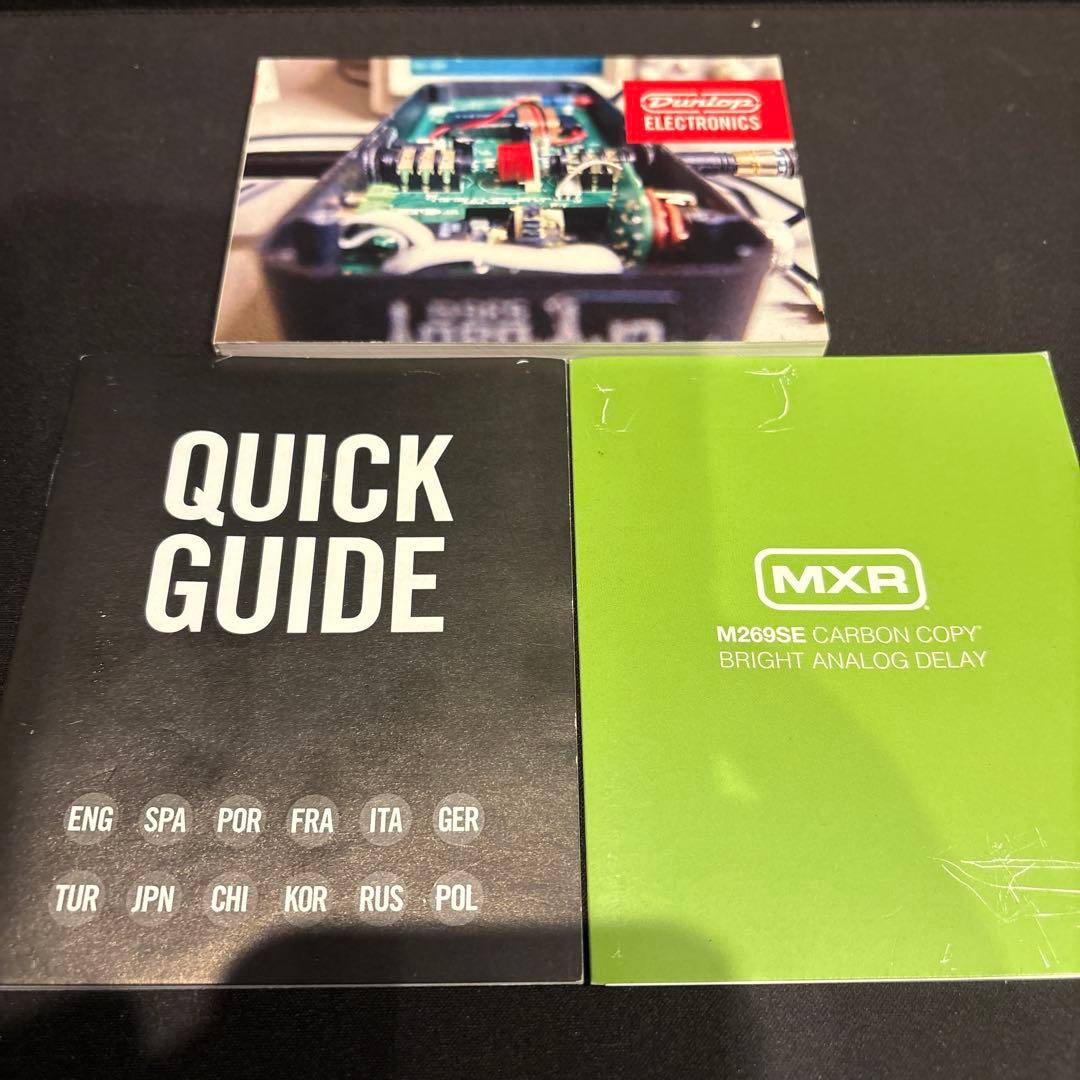 Dunlop
ELECTRONICS
QUICK
GUIDE
ENG SPA POR FRA ITA GER
TUR JPN CHI KOR RUS POL
MXR
M269SE CARBON COPY
BRIGHT ANALOG DELAY